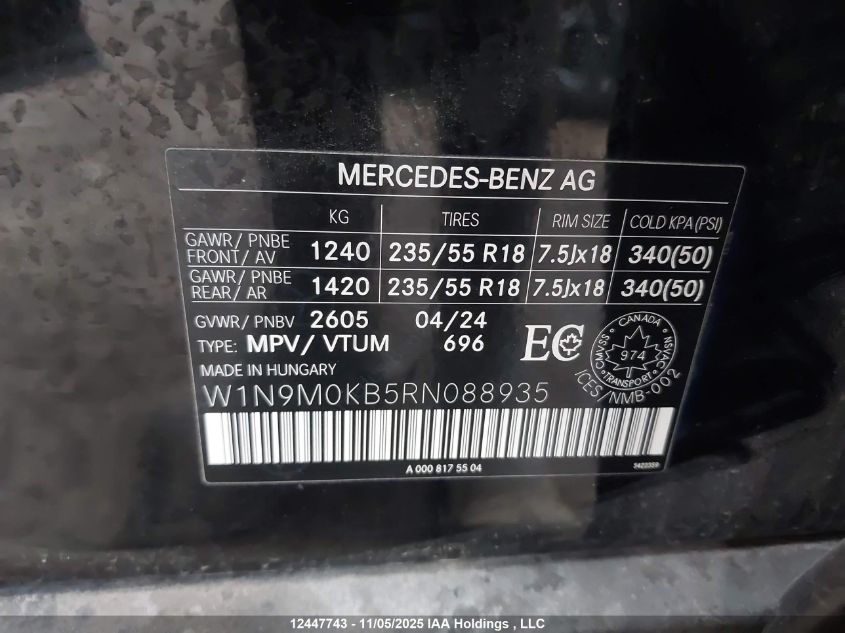 MERCEDES-BENZ AG
KG TIRES RIM SIZE COLD KPA(PSI)
GAWR/ PNBE FRONT/ AV 1240 235/55 R18 7.5Jx18 340(50)
GAWR/ PNBE REAR/ AR 1420 235/55 R18 7.5Jx18 340(50)
GVWR/ PNBV 2605 04/24
TYPE: MPV/ VTUM 696
EC
CANADA
974
TRANSPORT
NSVAC
CMVSS
ICES/NMB-002
MADE IN HUNGARY
W1N9M0KB5RN088935
A 000 817 55 04
1422359
12447743 - 11/05/2025 IAA Holdings , LLC